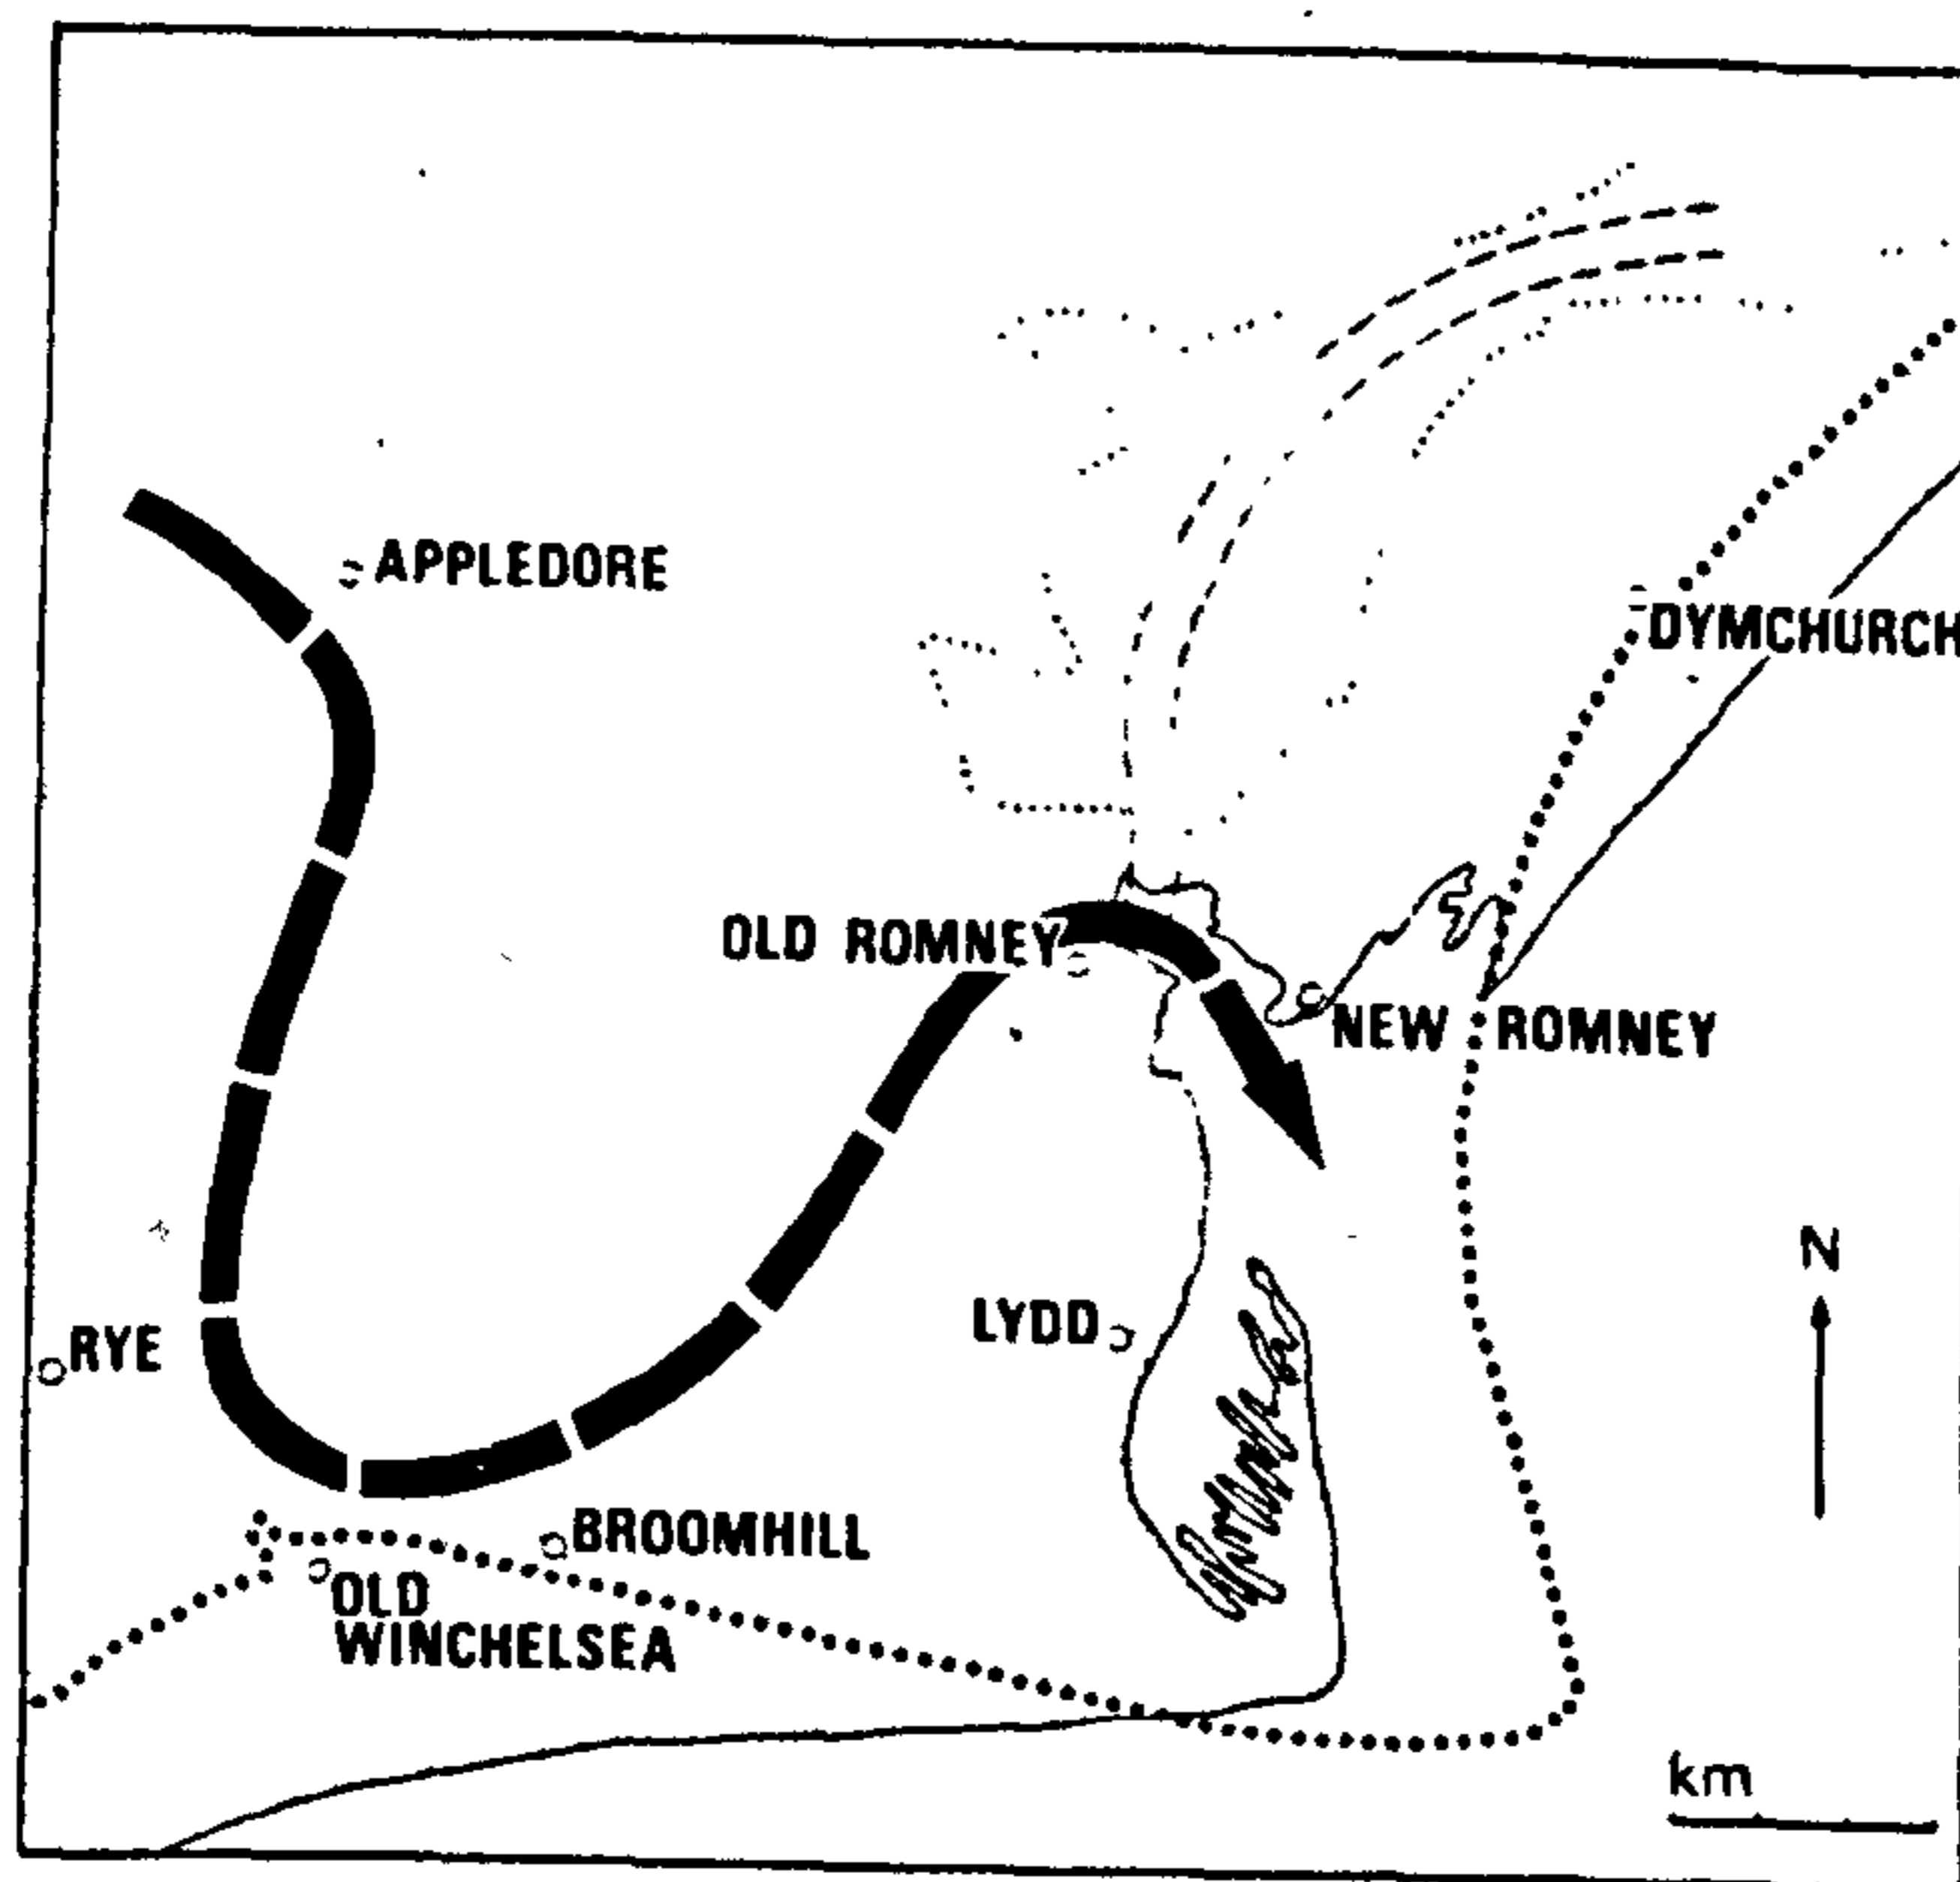 APPLEDORE
DYMCHURCH
OLD ROMNEY
NEW ROMNEY
N
LYDD
RYE
BROOMHILL
OLD
WINCHELSEA
km